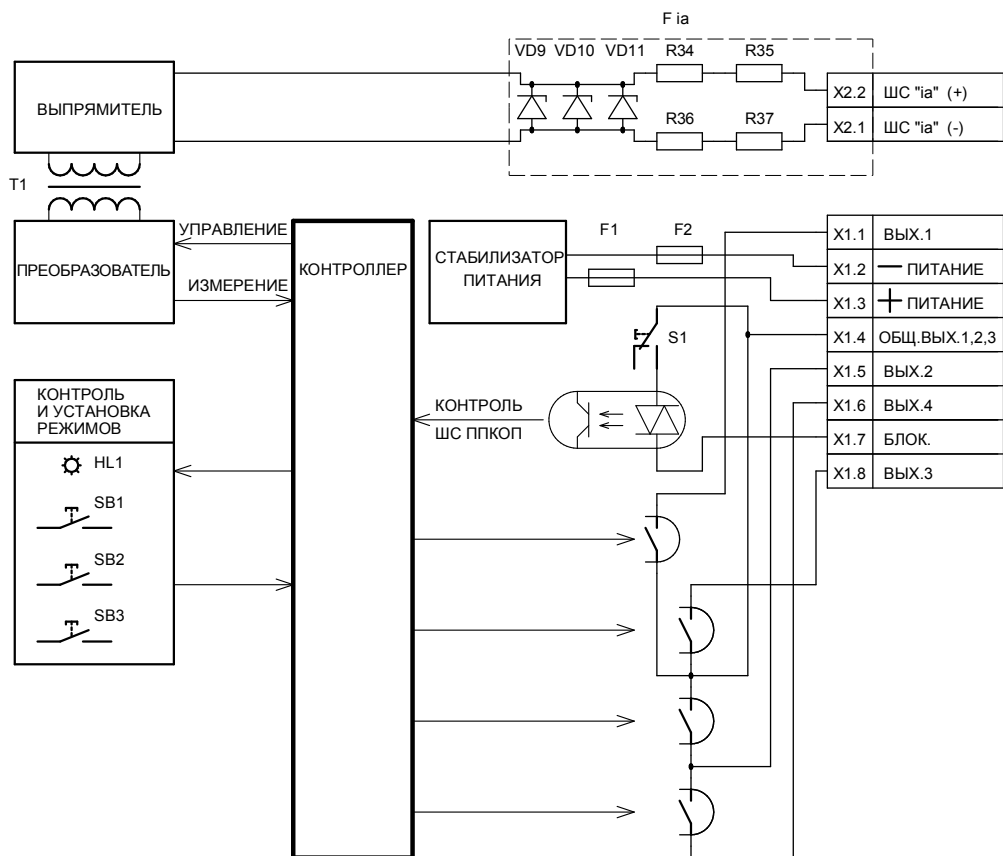 F ia
VD9 VD10 VD11 R34 R35
ВЫПРЯМИТЕЛЬ
R36 R37
X2.2 ШС "ia" (+)
X2.1 ШС "ia" (-)
T1
ПРЕОБРАЗОВАТЕЛЬ
УПРАВЛЕНИЕ
ИЗМЕРЕНИЕ
КОНТРОЛЛЕР
СТАБИЛИЗАТОР
ПИТАНИЯ
F1 F2
S1
X1.1 ВЫХ.1
X1.2 — ПИТАНИЕ
X1.3 + ПИТАНИЕ
X1.4 ОБЩ.ВЫХ.1,2,3
X1.5 ВЫХ.2
X1.6 ВЫХ.4
X1.7 БЛОК.
X1.8 ВЫХ.3
КОНТРОЛЬ
И УСТАНОВКА
РЕЖИМОВ
HL1
SB1
SB2
SB3
КОНТРОЛЬ
ШС ППКОП